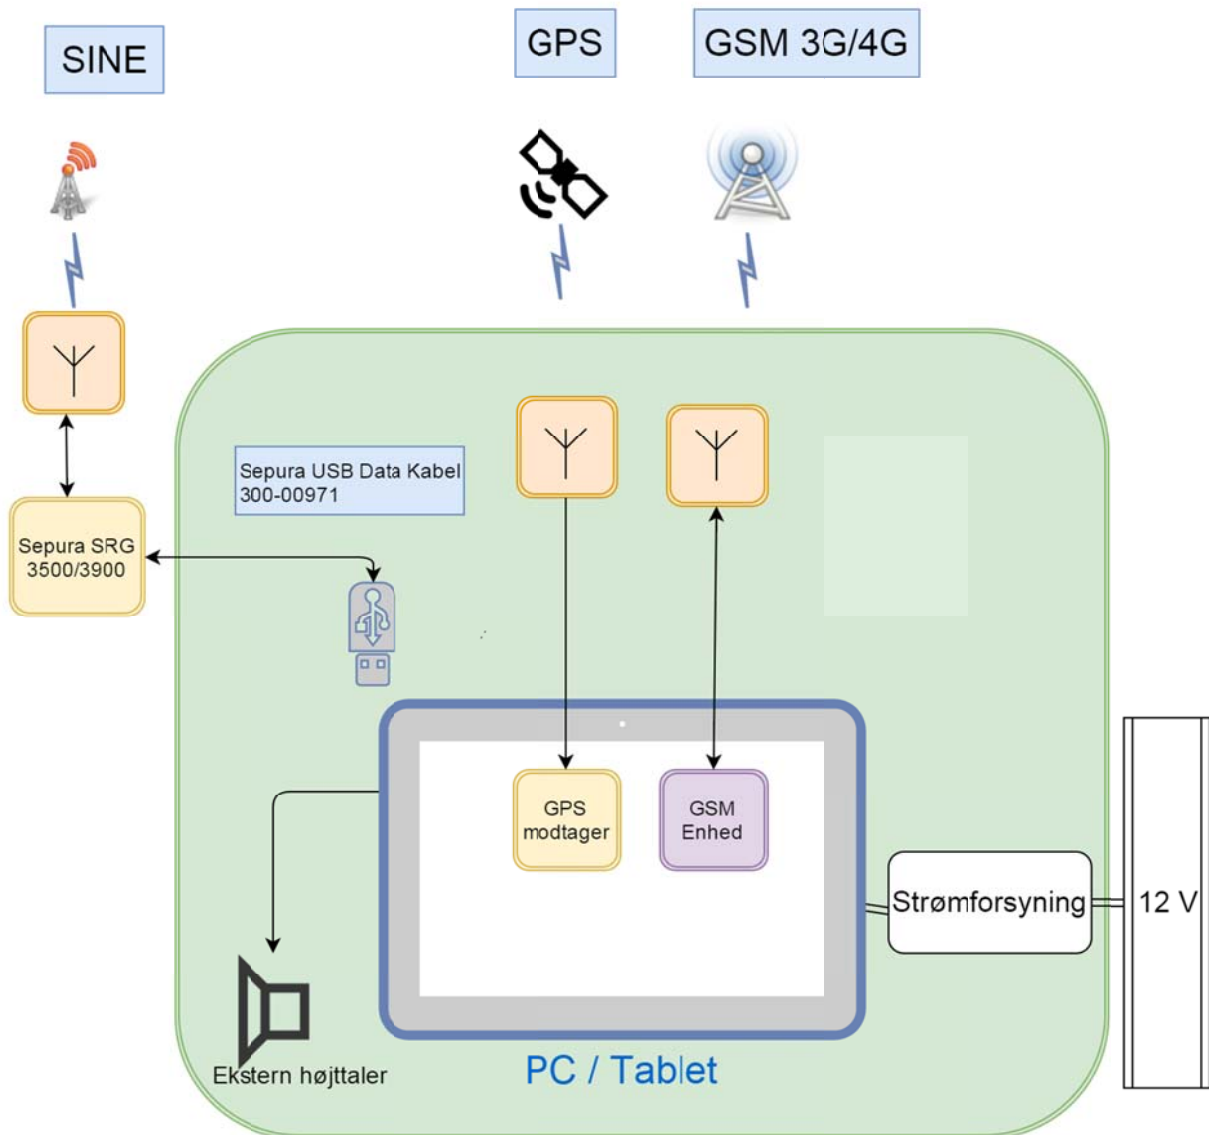 SINE
GPS
GSM 3G/4G
Sepura USB Data Kabel
300-00971
Sepura SRG
3500/3900
GPS
modtager
GSM
Enhed
Strømforsyning
12 V
Ekstern højttaler
PC / Tablet